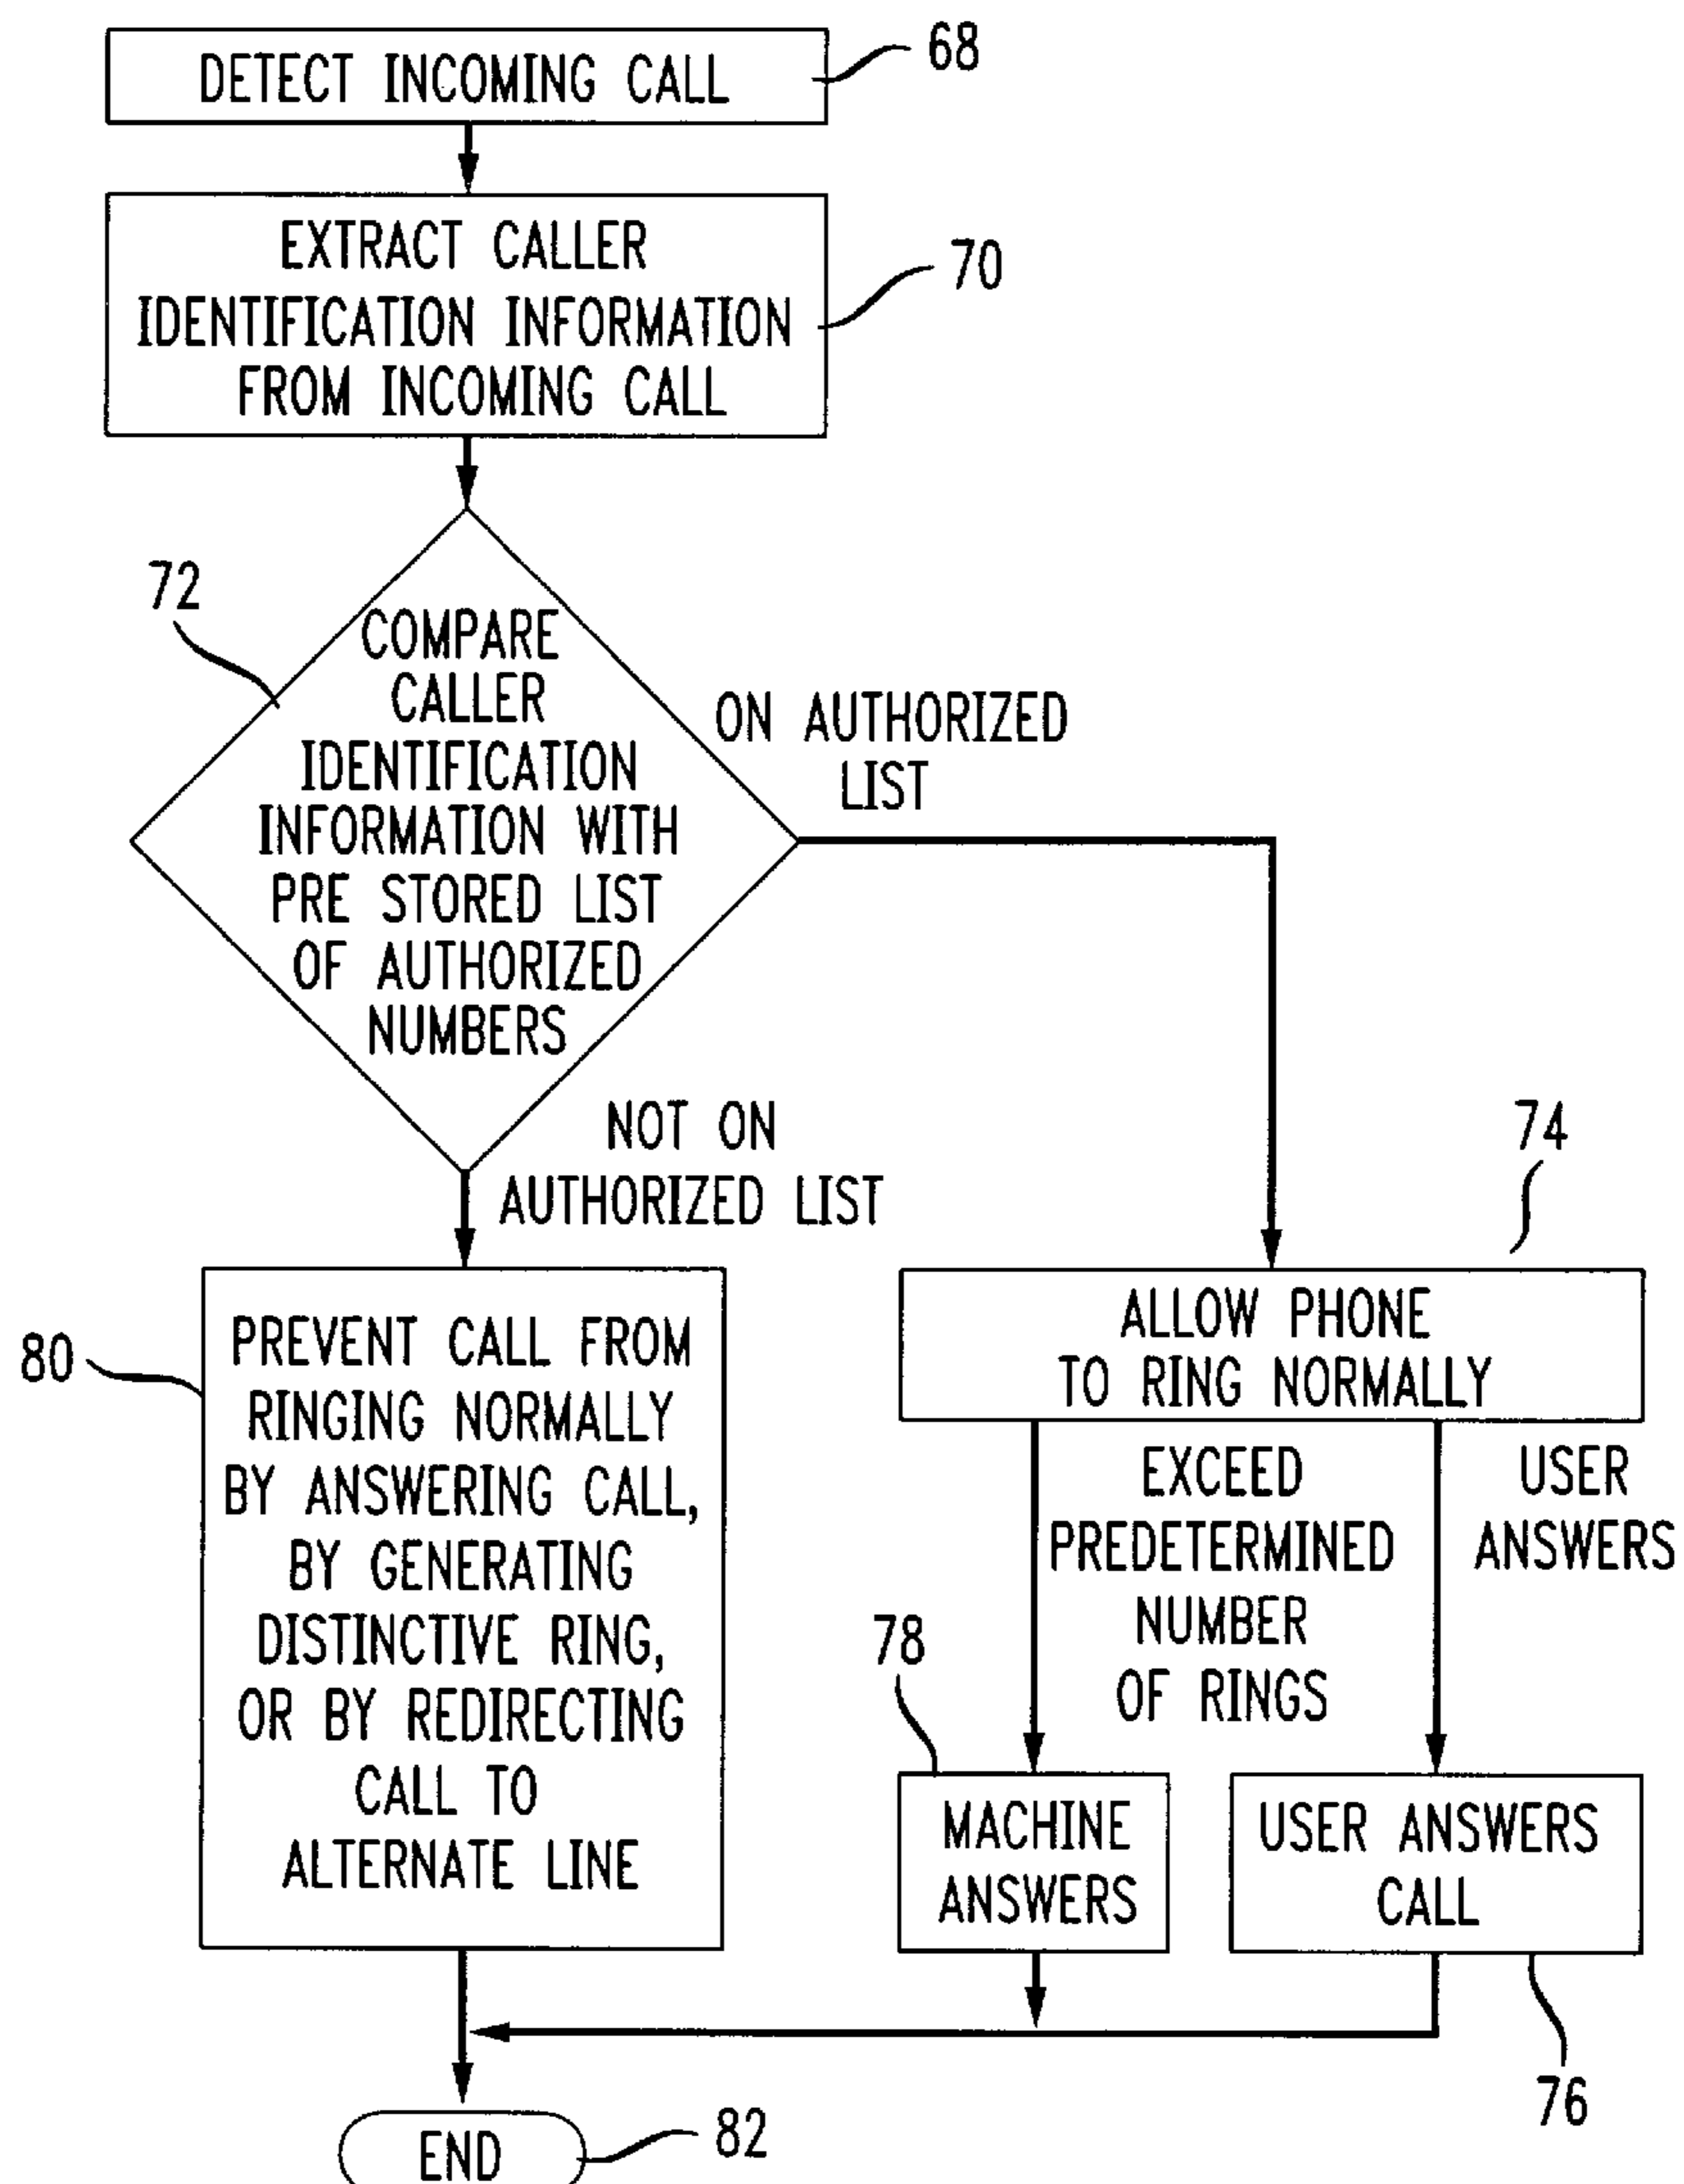 DETECT INCOMING CALL
68
EXTRACT CALLER
IDENTIFICATION INFORMATION
FROM INCOMING CALL
70
72
COMPARE
CALLER
IDENTIFICATION
INFORMATION WITH
PRE STORED LIST
OF AUTHORIZED
NUMBERS
ON AUTHORIZED
LIST
NOT ON
AUTHORIZED LIST
74
ALLOW PHONE
TO RING NORMALLY
80
PREVENT CALL FROM
RINGING NORMALLY
BY ANSWERING CALL,
BY GENERATING
DISTINCTIVE RING,
OR BY REDIRECTING
CALL TO
ALTERNATE LINE
EXCEED
PREDETERMINED
NUMBER
OF RINGS
USER
ANSWERS
78
MACHINE
ANSWERS
USER ANSWERS
CALL
76
END
82